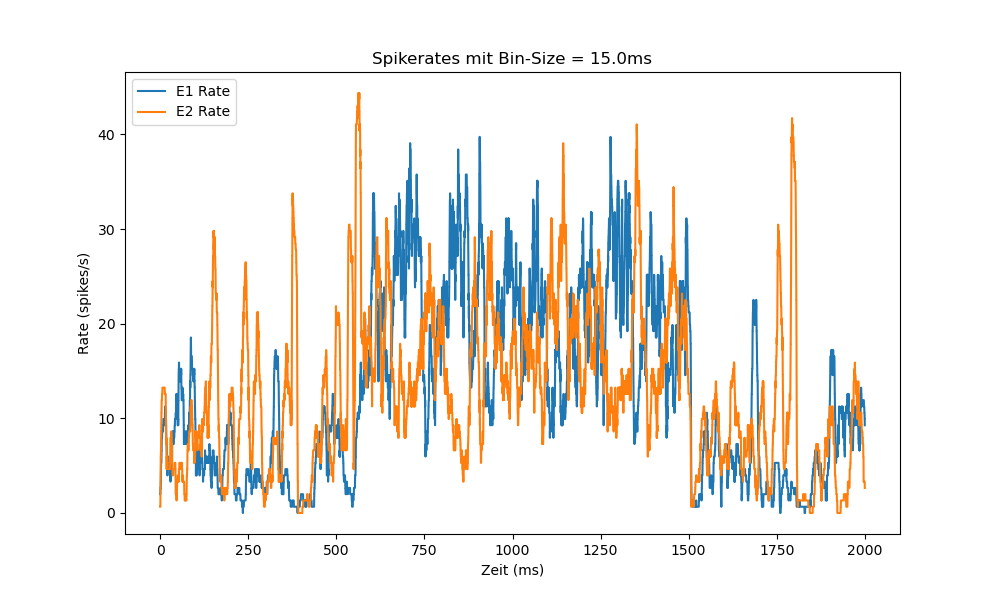 Spikerates mit Bin-Size = 15.0ms
E1 Rate
E2 Rate
Rate (spikes/s)
40
30
20
10
0
0 250 500 750 1000 1250 1500 1750 2000
Zeit (ms)